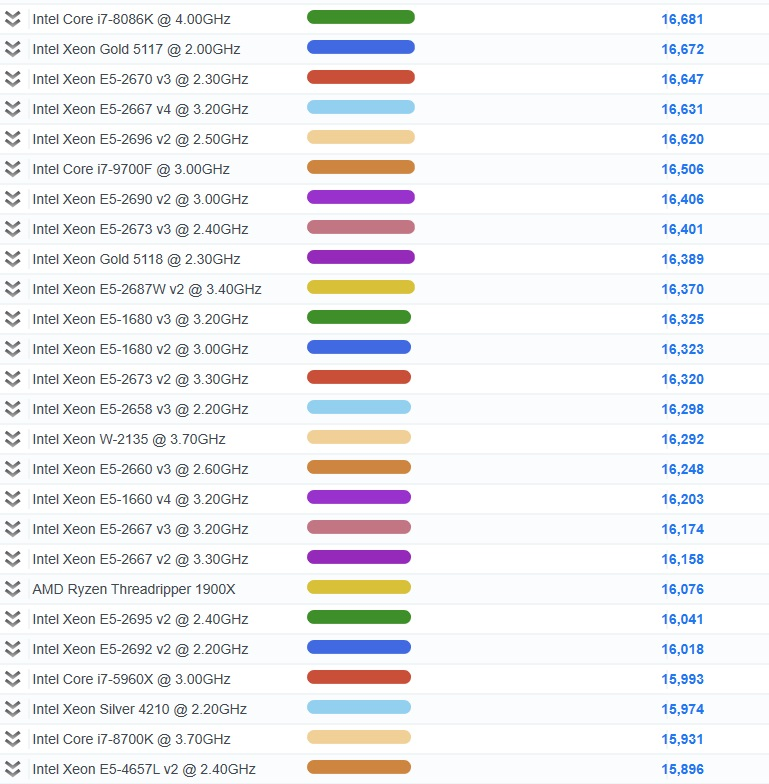 Intel Core i7-8086K @ 4.00GHz 16,681
Intel Xeon Gold 5117 @ 2.00GHz 16,672
Intel Xeon E5-2670 v3 @ 2.30GHz 16,647
Intel Xeon E5-2667 v4 @ 3.20GHz 16,631
Intel Xeon E5-2696 v2 @ 2.50GHz 16,620
Intel Core i7-9700F @ 3.00GHz 16,506
Intel Xeon E5-2690 v2 @ 3.00GHz 16,406
Intel Xeon E5-2673 v3 @ 2.40GHz 16,401
Intel Xeon Gold 5118 @ 2.30GHz 16,389
Intel Xeon E5-2687W v2 @ 3.40GHz 16,370
Intel Xeon E5-1680 v3 @ 3.20GHz 16,325
Intel Xeon E5-1680 v2 @ 3.00GHz 16,323
Intel Xeon E5-2673 v2 @ 3.30GHz 16,320
Intel Xeon E5-2658 v3 @ 2.20GHz 16,298
Intel Xeon W-2135 @ 3.70GHz 16,292
Intel Xeon E5-2660 v3 @ 2.60GHz 16,248
Intel Xeon E5-1660 v4 @ 3.20GHz 16,203
Intel Xeon E5-2667 v3 @ 3.20GHz 16,174
Intel Xeon E5-2667 v2 @ 3.30GHz 16,158
AMD Ryzen Threadripper 1900X 16,076
Intel Xeon E5-2695 v2 @ 2.40GHz 16,041
Intel Xeon E5-2692 v2 @ 2.20GHz 16,018
Intel Core i7-5960X @ 3.00GHz 15,993
Intel Xeon Silver 4210 @ 2.20GHz 15,974
Intel Core i7-8700K @ 3.70GHz 15,931
Intel Xeon E5-4657L v2 @ 2.40GHz 15,896